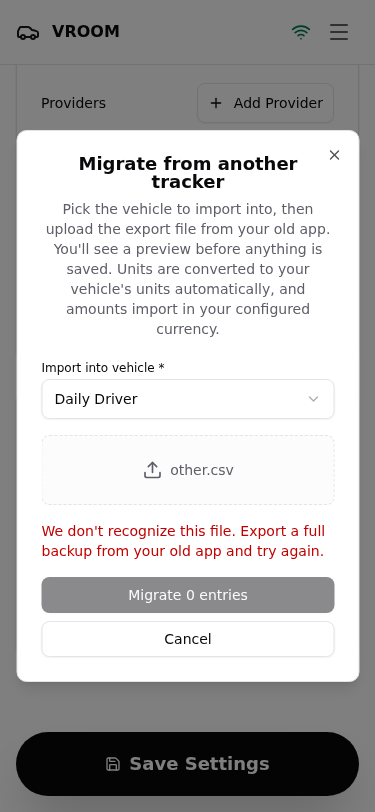 VROOM
Providers
Add Provider
Migrate from another
tracker
Pick the vehicle to import into, then
upload the export file from your old app.
You'll see a preview before anything is
saved. Units are converted to your
vehicle's units automatically, and
amounts import in your configured
currency.
Import into vehicle *
Daily Driver
other.csv
We don't recognize this file. Export a full
backup from your old app and try again.
Migrate 0 entries
Cancel
Save Settings